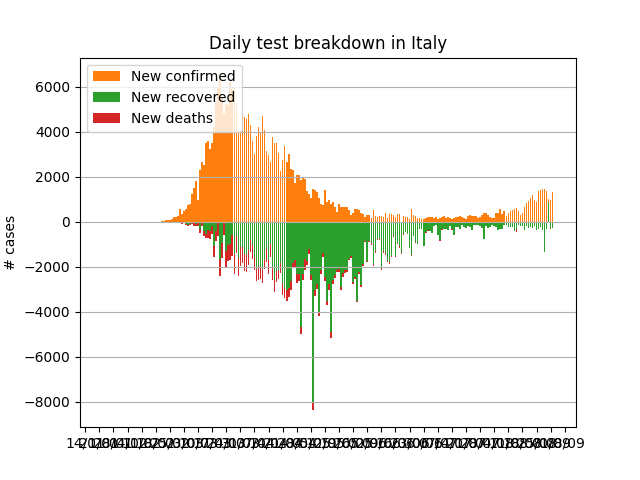 Daily test breakdown in Italy
New confirmed
New recovered
New deaths
6000
4000
2000
0
−2000
−4000
−6000
−8000
# cases